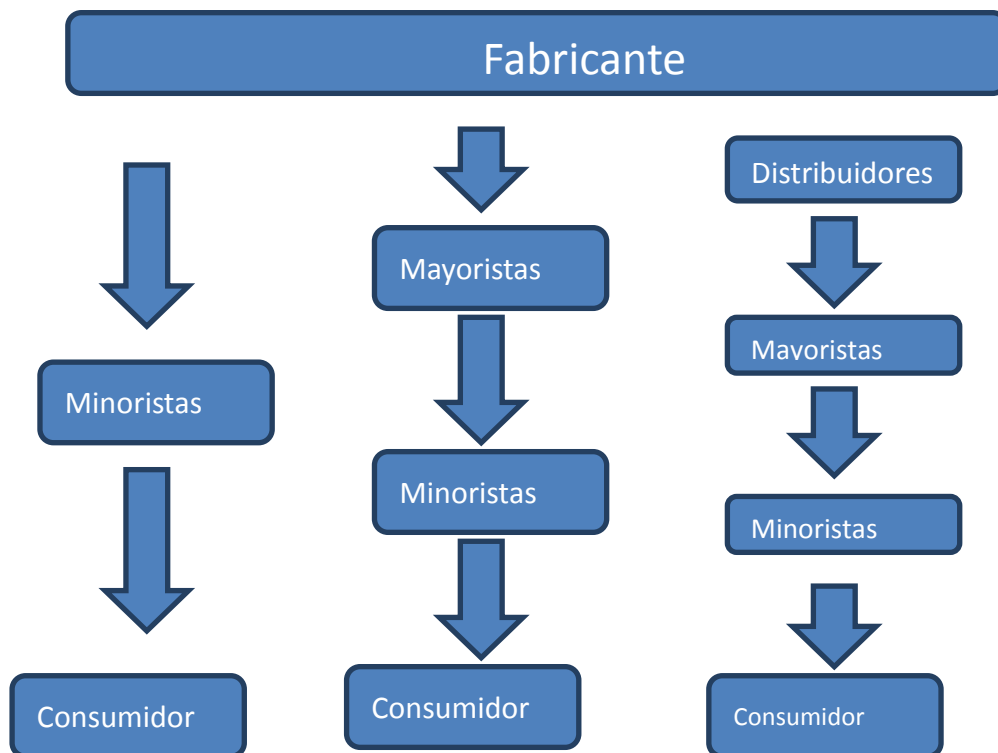 Fabricante
Minoristas
Consumidor
Mayoristas
Minoristas
Consumidor
Distribuidores
Mavoristas
Minoristas
Consumidor